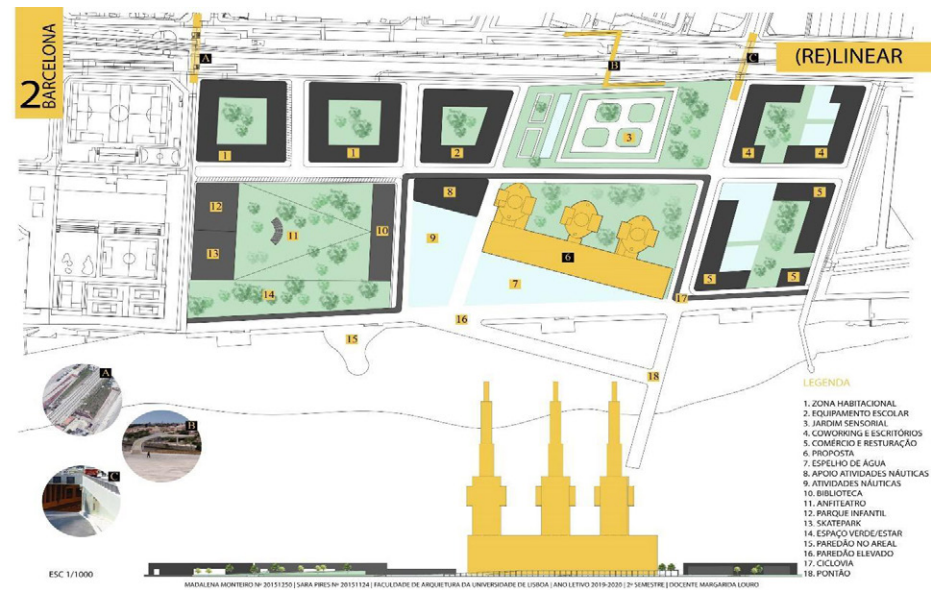 2
BARCELONA
(RE)LINEAR
A
B
C
1
1
2
3
4
4
12
13
11
10
14
8
9
6
7
5
5
5
17
16
15
18
A
B
C
LEGENDA
1. ZONA HABITACIONAL
2. EQUIPAMENTO ESCOLAR
3. JARDIM SENSORIAL
4. COWORKING E ESCRITÓRIOS
5. COMÉRCIO E RESTURAÇÃO
6. PROPOSTA
7. ESPELHO DE ÁGUA
8. APOIO ATIVIDADES NÁUTICAS
9. ATIVIDADES NÁUTICAS
10. BIBLIOTECA
11. ANFITEATRO
12. PARQUE INFANTIL
13. SKATEPARK
14. ESPAÇO VERDE/ESTAR
15. PAREDÃO NO AREAL
16. PAREDÃO ELEVADO
17. CICLOVIA
18. PONTÃO
ESC 1/1000
MADALENA MONTEIRO Nº 20151250 | SARA PIRES Nº 20151124 | FACULDADE DE ARQUIETURA DA UNIVERSIDADE DE LISBOA | ANO LETIVO 2019-2020 | 2º SEMESTRE | DOCENTE MARGARIDA LOURO